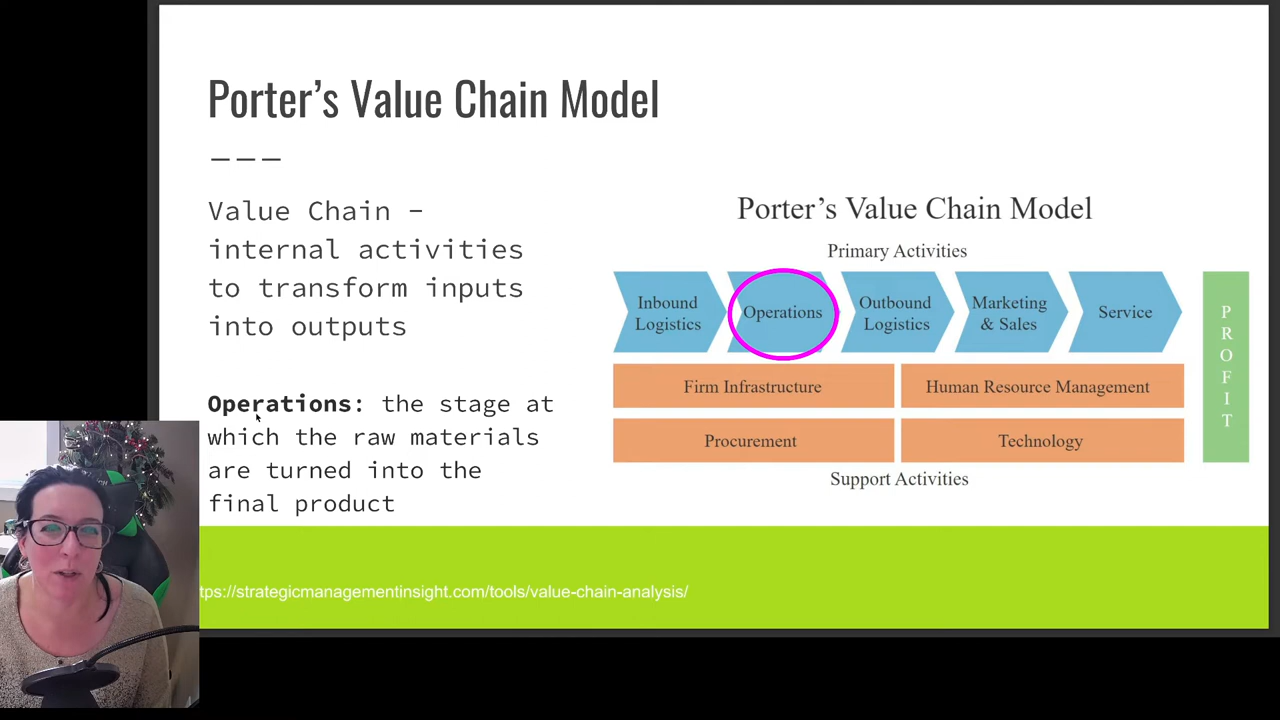 Porter's Value Chain Model
–––
Value Chain –
internal activities
to transform inputs
into outputs
Operations: the stage at
which the raw materials
are turned into the
final product
Porter's Value Chain Model
Primary Activities
Inbound
Logistics
Operations
Outbound
Logistics
Marketing
& Sales
Service
Firm Infrastructure
Human Resource Management
Procurement
Technology
Support Activities
PROFIT
tps://strategicmanagementinsight.com/tools/value-chain-analysis/